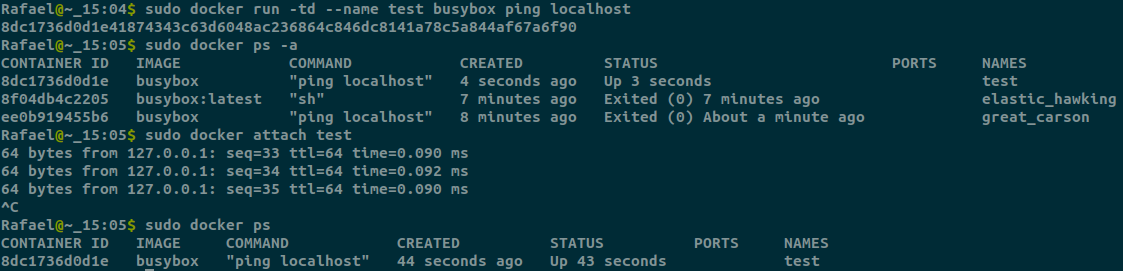 Rafael@~_15:04$ sudo docker run -td --name test busybox ping localhost
8dc1736d0d1e41874343c63d6048ac236864c846dc8141a78c5a844af67a6f90
Rafael@~_15:05$ sudo docker ps -a
CONTAINER ID   IMAGE            COMMAND            CREATED         STATUS                          PORTS     NAMES
8dc1736d0d1e   busybox          "ping localhost"   4 seconds ago   Up 3 seconds                              test
8f04db4c2205   busybox:latest   "sh"               7 minutes ago   Exited (0) 7 minutes ago                  elastic_hawking
ee0b919455b6   busybox          "ping localhost"   8 minutes ago   Exited (0) About a minute ago             great_carson
Rafael@~_15:05$ sudo docker attach test
64 bytes from 127.0.0.1: seq=33 ttl=64 time=0.090 ms
64 bytes from 127.0.0.1: seq=34 ttl=64 time=0.092 ms
64 bytes from 127.0.0.1: seq=35 ttl=64 time=0.090 ms
^C
Rafael@~_15:05$ sudo docker ps
CONTAINER ID   IMAGE     COMMAND            CREATED          STATUS          PORTS     NAMES
8dc1736d0d1e   busybox   "ping localhost"   44 seconds ago   Up 43 seconds             test